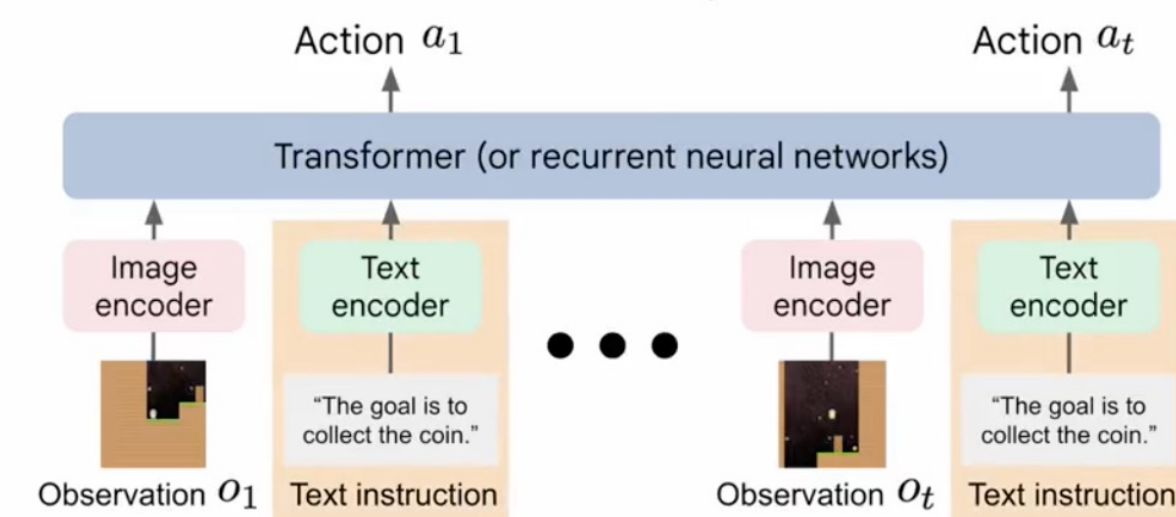 Action a₁
Action aₜ
Transformer (or recurrent neural networks)
Image
encoder
Text
encoder
Image
encoder
Text
encoder
“The goal is to
collect the coin.”
“The goal is to
collect the coin.”
Observation o₁
Text instruction
Observation oₜ
Text instruction